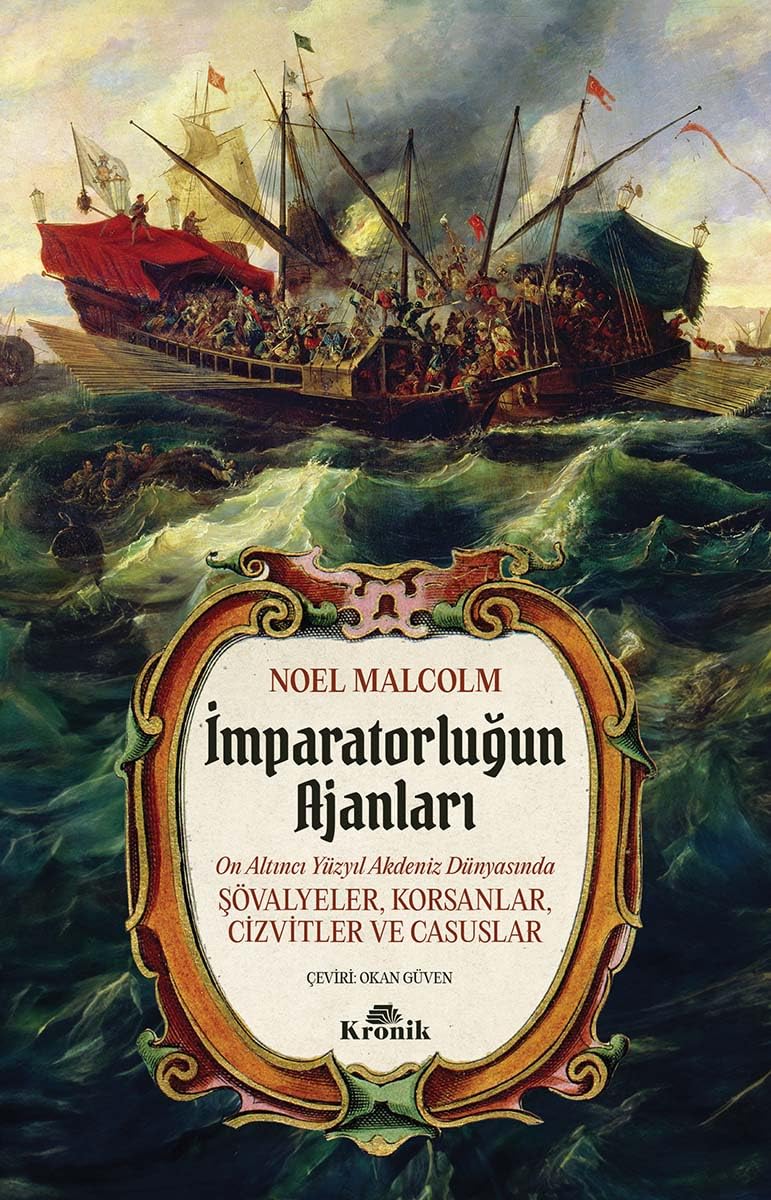 NOEL MALCOLM
İmparatorluğun
Ajanları
On Altıncı Yüzyıl Akdeniz Dünyasında
ŞÖVALYELER, KORSANLAR,
CİZVİTLER VE CASUSLAR
ÇEVİRİ: OKAN GÜVEN
Kronik